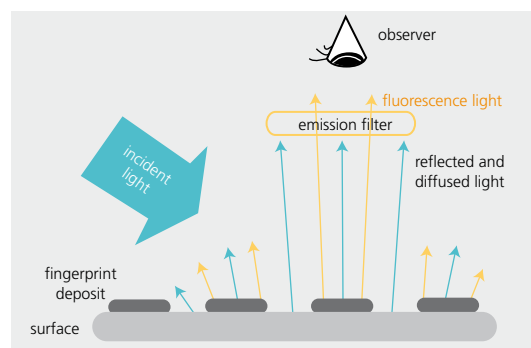 observer
fluorescence light
emission filter
incident
light
reflected and
diffused light
fingerprint
deposit
surface